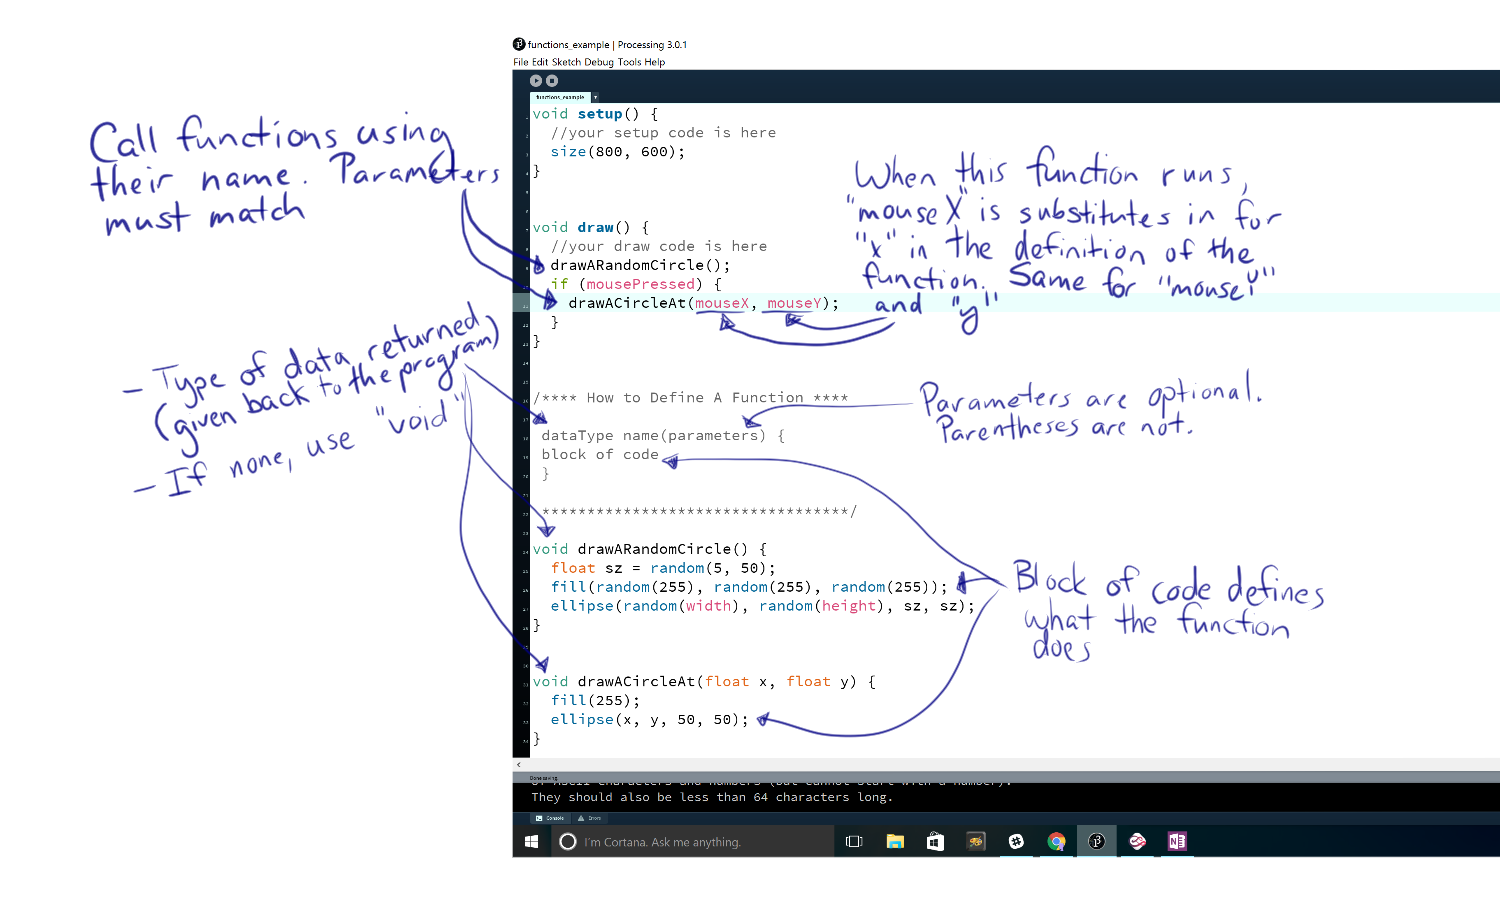 functions_example | Processing 3.0.1
File Edit Sketch Debug Tools Help
functions_example
void setup() {
//your setup code is here
size(800, 600);
}
void draw() {
//your draw code is here
drawARandomCircle();
if (mousePressed) {
drawACircleAt(mouseX, mouseY);
}
}
/**** How to Define A Function ****
dataType name(parameters) {
block of code
}
**********************************/
void drawARandomCircle() {
float sz = random(5, 50);
fill(random(255), random(255), random(255));
ellipse(random(width), random(height), sz, sz);
}
void drawACircleAt(float x, float y) {
fill(255);
ellipse(x, y, 50, 50);
}
Call functions using
their name. Parameters
must match
- Type of data returned
(given back to the program)
- If none, use "void"
When this function runs,
"mouseX" is substitutes in for
"x" in the definition of the
function. Same for "mouseY"
and "y"
Parameters are optional.
Parentheses are not.
Block of code defines
what the function
does
Done saving.
They should also be less than 64 characters long.
Console
Errors
I'm Cortana. Ask me anything.
N